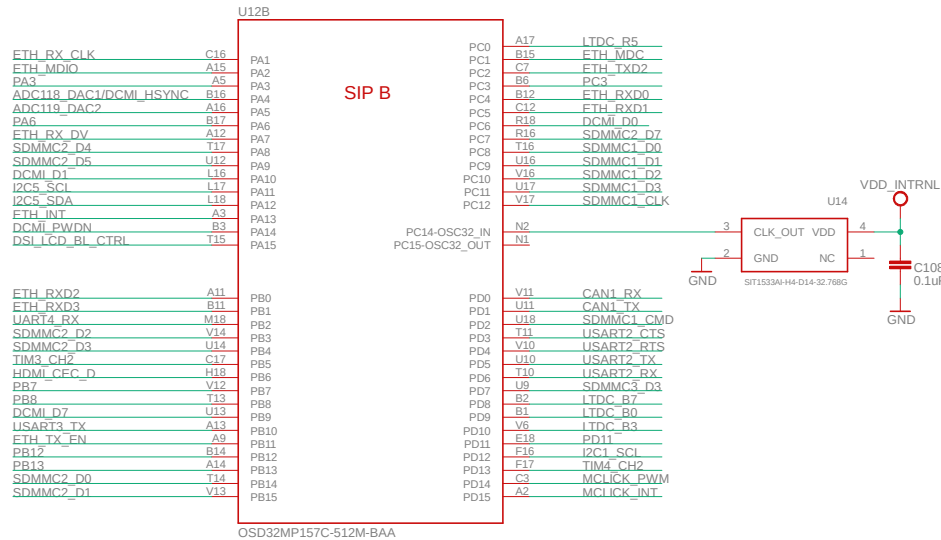 U12B
SIP B
ETH_RX_CLK C16 PA1
ETH_MDIO A15 PA2
PA3 A5 PA3
ADC118_DAC1/DCMI_HSYNC B16 PA4
ADC119_DAC2 A16 PA5
PA6 B17 PA6
ETH_RX_DV A12 PA7
SDMMC2_D4 T17 PA8
SDMMC2_D5 U12 PA9
DCMI_D1 L16 PA10
I2C5_SCL L17 PA11
I2C5_SDA L18 PA12
ETH_INT A3 PA13
DCMI_PWDN B3 PA14
DSI_LCD_BL_CTRL T15 PA15
ETH_RXD2 A11 PB0
ETH_RXD3 B11 PB1
UART4_RX M18 PB2
SDMMC2_D2 V14 PB3
SDMMC2_D3 U14 PB4
TIM3_CH2 C17 PB5
HDMI_CEC_D H18 PB6
PB7 V12 PB7
PB8 T13 PB8
DCMI_D7 U13 PB9
USART3_TX A13 PB10
ETH_TX_EN A9 PB11
PB12 B14 PB12
PB13 A14 PB13
SDMMC2_D0 T14 PB14
SDMMC2_D1 V13 PB15
PC0 A17 LTDC_R5
PC1 B15 ETH_MDC
PC2 C7 ETH_TXD2
PC3 B6 PC3
PC4 B12 ETH_RXD0
PC5 C12 ETH_RXD1
PC6 R18 DCMI_D0
PC7 R16 SDMMC2_D7
PC8 T16 SDMMC1_D0
PC9 U16 SDMMC1_D1
PC10 V16 SDMMC1_D2
PC11 U17 SDMMC1_D3
PC12 V17 SDMMC1_CLK
PC14-OSC32_IN N2
PC15-OSC32_OUT N1
PD0 V11 CAN1_RX
PD1 U11 CAN1_TX
PD2 U18 SDMMC1_CMD
PD3 T11 USART2_CTS
PD4 V10 USART2_RTS
PD5 U10 USART2_TX
PD6 T10 USART2_RX
PD7 U9 SDMMC3_D3
PD8 B2 LTDC_B7
PD9 B1 LTDC_B0
PD10 V6 LTDC_B3
PD11 E18 PD11
PD12 F16 I2C1_SCL
PD13 F17 TIM4_CH2
PD14 C3 MCLICK_PWM
PD15 A2 MCLICK_INT
OSD32MP157C-512M-BAA
VDD_INTRNL
U14
3 CLK_OUT VDD 4
2 GND NC 1
SIT1533AI-H4-D14-32.768G
GND
C108
0.1uF
GND